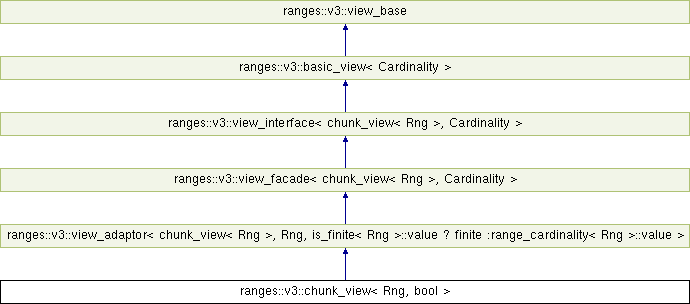 ranges::v3::view_base
ranges::v3::basic_view< Cardinality >
ranges::v3::view_interface< chunk_view< Rng >, Cardinality >
ranges::v3::view_facade< chunk_view< Rng >, Cardinality >
ranges::v3::view_adaptor< chunk_view< Rng >, Rng, is_finite< Rng >::value ? finite :range_cardinality< Rng >::value >
ranges::v3::chunk_view< Rng, bool >